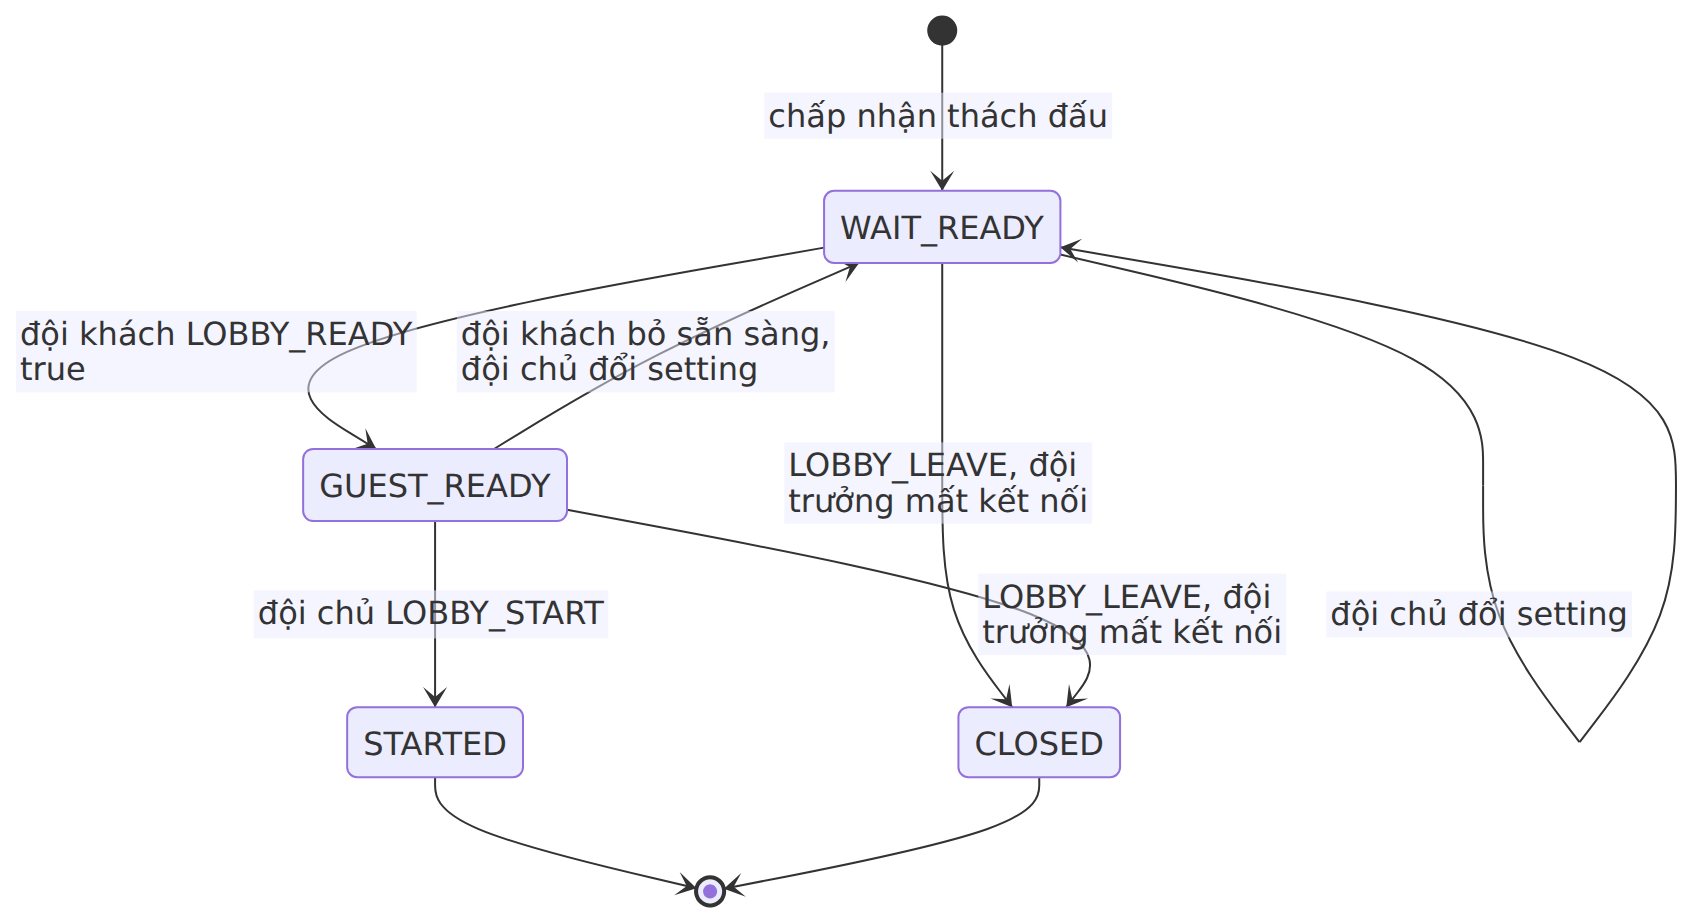 chấp nhận thách đấu
WAIT_READY
đội khách LOBBY_READY
true
đội khách bỏ sẵn sàng,
đội chủ đổi setting
LOBBY_LEAVE, đội
trưởng mất kết nối
GUEST_READY
LOBBY_LEAVE, đội
trưởng mất kết nối
đội chủ LOBBY_START
đội chủ đổi setting
STARTED
CLOSED